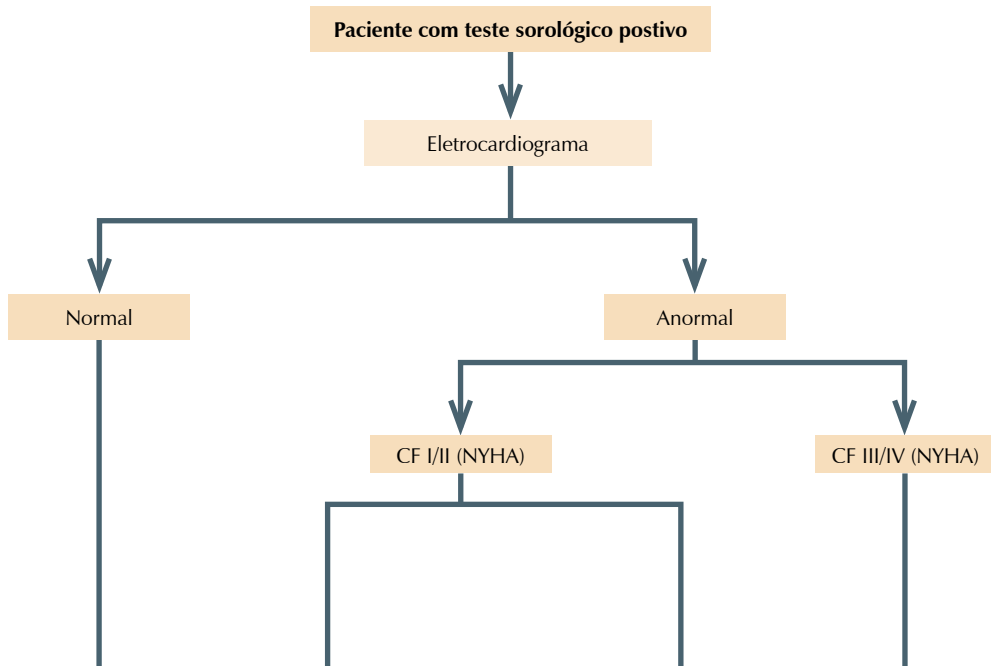 Paciente com teste sorológico postivo
Eletrocardiograma
Normal
Anormal
CF I/II (NYHA)
CF III/IV (NYHA)